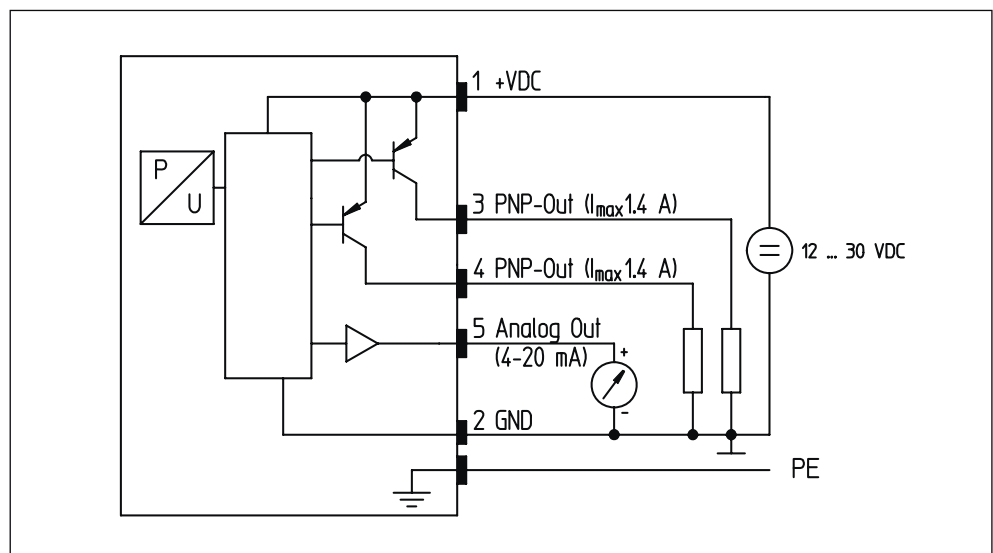 1 +VDC
P
U
3 PNP-Out (Imax1.4 A)
12 ... 30 VDC
4 PNP-Out (Imax1.4 A)
5 Analog Out
(4-20 mA)
+
-
2 GND
PE